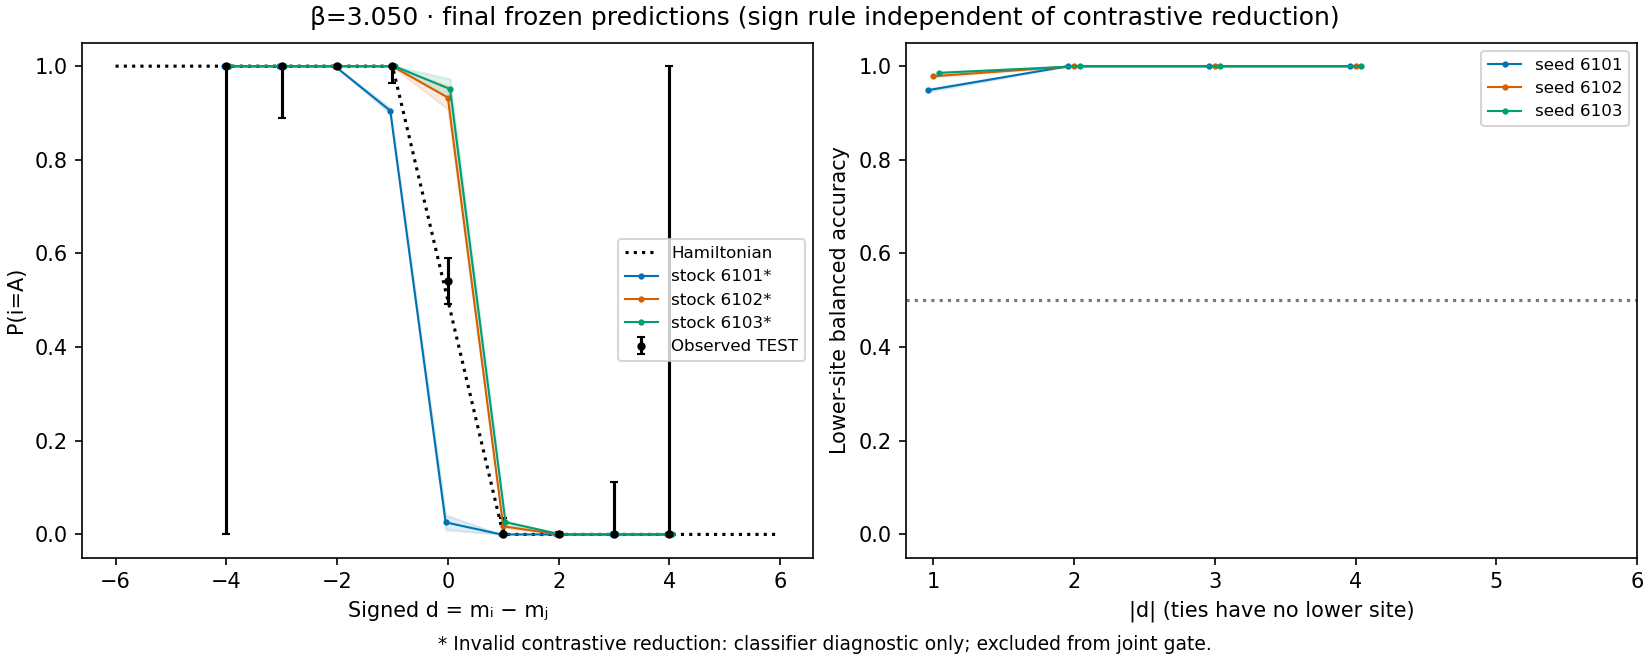 β=3.050 · final frozen predictions (sign rule independent of contrastive reduction)
P(i=A)
1.0
0.8
0.6
0.4
0.2
0.0
−6
−4
−2
0
2
4
6
Signed d = mᵢ − mⱼ
Hamiltonian
stock 6101*
stock 6102*
stock 6103*
Observed TEST
Lower-site balanced accuracy
1.0
0.8
0.6
0.4
0.2
0.0
1
2
3
4
5
6
|d| (ties have no lower site)
seed 6101
seed 6102
seed 6103
* Invalid contrastive reduction: classifier diagnostic only; excluded from joint gate.